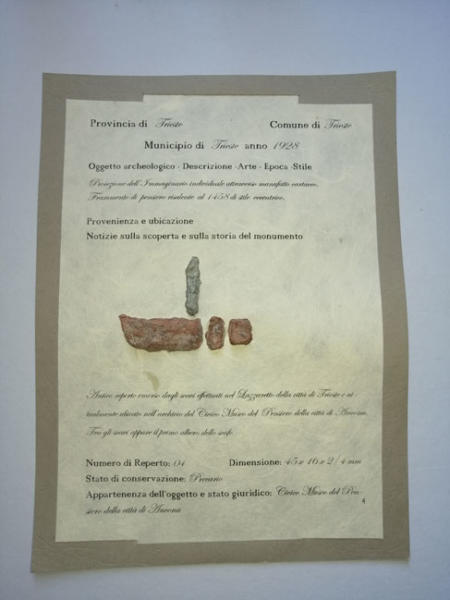 Provincia di Trieste Comune di Trieste
Municipio di Trieste anno 1928
Oggetto archeologico - Descrizione - Arte - Epoca - Stile
Proiezione dell'Immaginario individuale attraverso manufatto cartaceo.
Frammento di pensiero risalente al 1458 di stile eccentrico.
Provenienza e ubicazione
Notizie sulla scoperta e sulla storia del monumento
Antico reperto emerso dagli scavi effettuati nel Lazzaretto della città di Trieste e at
tualmente ubicato nell'archivio del Civico Museo del Pensiero della città di Ancona.
Tra gli scavi appare il primo albero dello scafo.
Numero di Reperto: 04 Dimensione: 45 x 16 x 2/4 mm
Stato di conservazione: Precario
Appartenenza dell'oggetto e stato giuridico: Civico Museo del Pen-
siero della città di Ancona
4